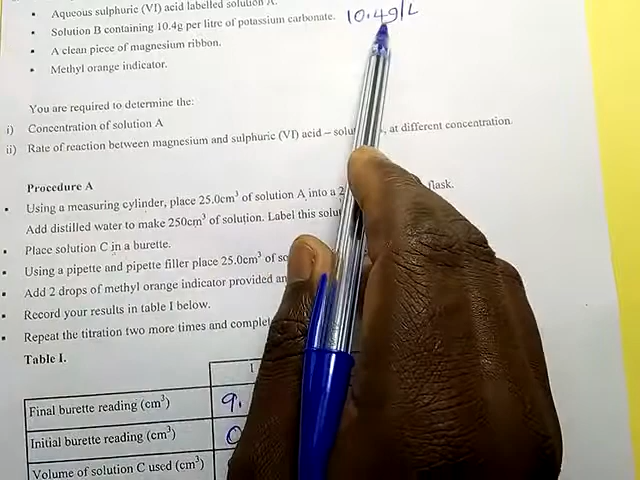 Aqueous sulphuric (VI) acid labelled solution A.
Solution B containing 10.4g per litre of potassium carbonate. 10.4g/L
A clean piece of magnesium ribbon.
Methyl orange indicator.
You are required to determine the:
i) Concentration of solution A
ii) Rate of reaction between magnesium and sulphuric (VI) acid – at different concentration.
Procedure A
Using a measuring cylinder, place 25.0cm³ of solution A into a 2 flask.
Add distilled water to make 250cm³ of solution. Label this
Place solution C in a burette.
Using a pipette and pipette filler place 25.0cm³ of
Add 2 drops of methyl orange indicator provided
Record your results in table I below.
Repeat the titration two more times and
Table I.
I
Final burette reading (cm³) 9.
Initial burette reading (cm³) 0
Volume of solution C used (cm³)